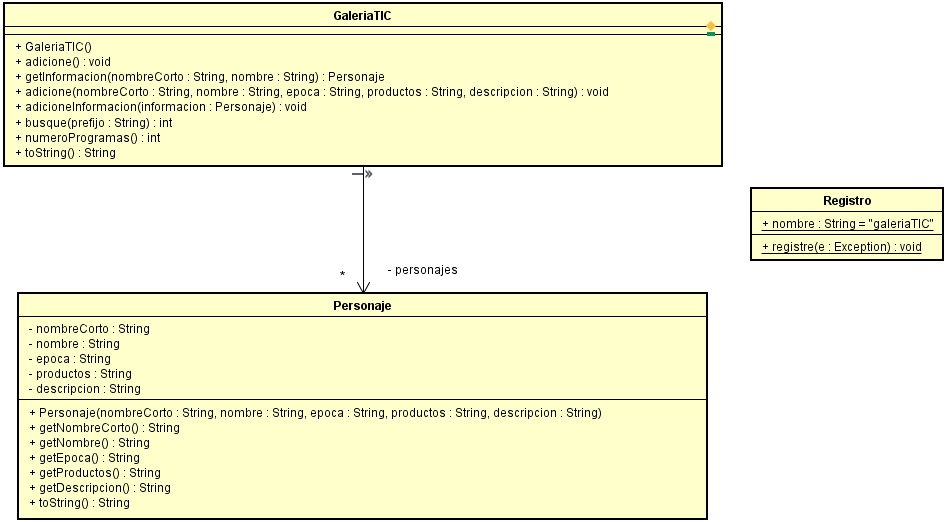 GaleriaTIC
+ GaleriaTIC()
+ adicione() : void
+ getInformacion(nombreCorto : String, nombre : String) : Personaje
+ adicione(nombreCorto : String, nombre : String, epoca : String, productos : String, descripcion : String) : void
+ adicioneInformacion(informacion : Personaje) : void
+ busque(prefijo : String) : int
+ numeroProgramas() : int
+ toString() : String
Registro
+ nombre : String = "galeriaTIC"
+ registre(e : Exception) : void
* - personajes
Personaje
- nombreCorto : String
- nombre : String
- epoca : String
- productos : String
- descripcion : String
+ Personaje(nombreCorto : String, nombre : String, epoca : String, productos : String, descripcion : String)
+ getNombreCorto() : String
+ getNombre() : String
+ getEpoca() : String
+ getProductos() : String
+ getDescripcion() : String
+ toString() : String